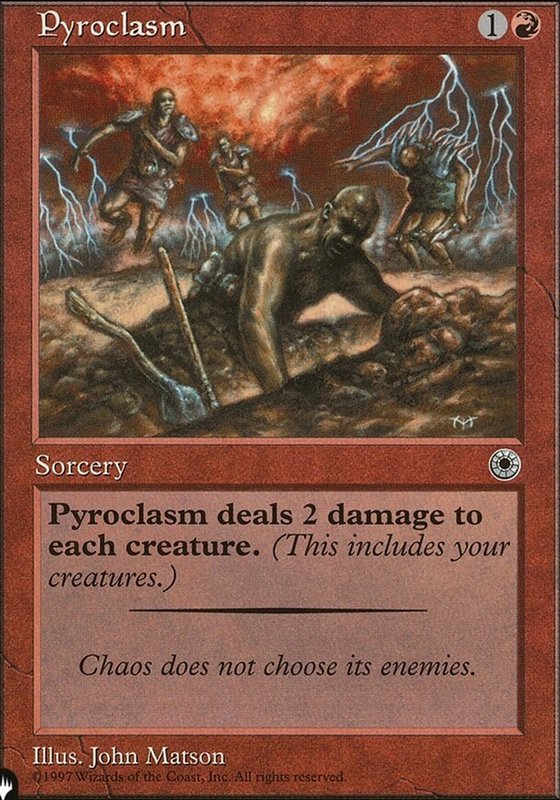 Pyroclasm
1
Sorcery
Pyroclasm deals 2 damage to
each creature. (This includes your
creatures.)
Chaos does not choose its enemies.
Illus. John Matson
©1997 Wizards of the Coast, Inc. All rights reserved.